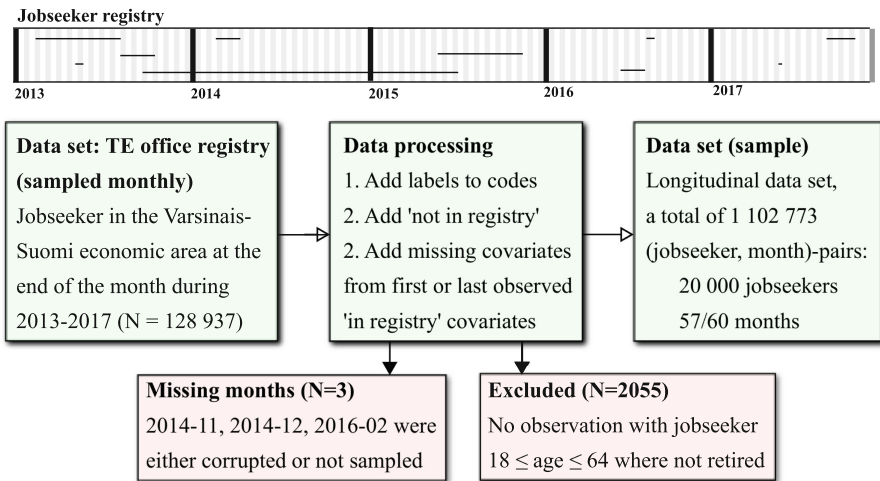 Jobseeker registry
2013 2014 2015 2016 2017
Data set: TE office registry
(sampled monthly)
Jobseeker in the Varsinais-
Suomi economic area at the
end of the month during
2013-2017 (N = 128 937)
Data processing
1. Add labels to codes
2. Add 'not in registry'
2. Add missing covariates
from first or last observed
'in registry' covariates
Data set (sample)
Longitudinal data set,
a total of 1 102 773
(jobseeker, month)-pairs:
20 000 jobseekers
57/60 months
Missing months (N=3)
2014-11, 2014-12, 2016-02 were
either corrupted or not sampled
Excluded (N=2055)
No observation with jobseeker
18 ≤ age ≤ 64 where not retired